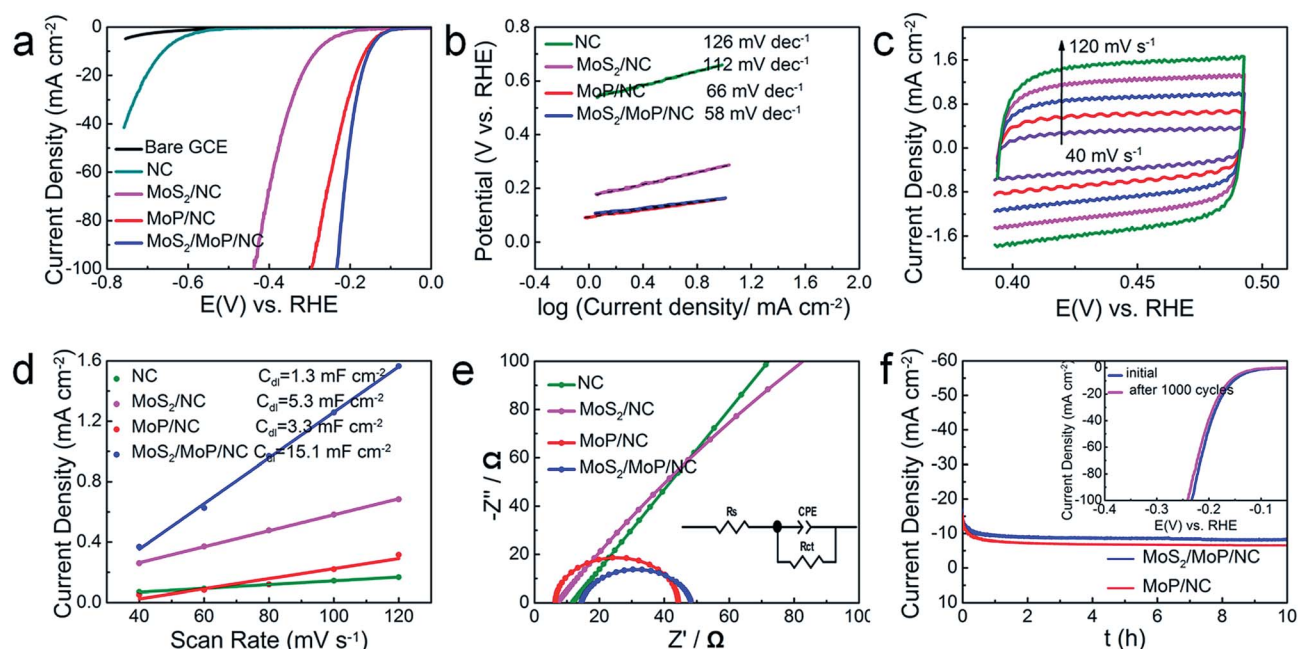 a
Current Density (mA cm⁻²)
0
-20
-40
-60
-80
-100
Bare GCE
NC
MoS₂/NC
MoP/NC
MoS₂/MoP/NC
-0.8 -0.6 -0.4 -0.2 0.0
E(V) vs. RHE
b
Potential (V vs. RHE)
0.8
0.6
0.4
0.2
0.0
NC 126 mV dec⁻¹
MoS₂/NC 112 mV dec⁻¹
MoP/NC 66 mV dec⁻¹
MoS₂/MoP/NC 58 mV dec⁻¹
-0.4 0.0 0.4 0.8 1.2 1.6 2.0
log (Current density/ mA cm⁻²)
c
Current Density (mA cm⁻²)
1.6
0.8
0.0
-0.8
-1.6
120 mV s⁻¹
40 mV s⁻¹
0.40 0.45 0.50
E(V) vs. RHE
d
Current Density (mA cm⁻²)
1.6
1.2
0.8
0.4
0.0
NC C_dl=1.3 mF cm⁻²
MoS₂/NC C_dl=5.3 mF cm⁻²
MoP/NC C_dl=3.3 mF cm⁻²
MoS₂/MoP/NC C_dl=15.1 mF cm⁻²
40 60 80 100 120
Scan Rate (mV s⁻¹)
e
-Z'' / Ω
100
80
60
40
20
0
NC
MoS₂/NC
MoP/NC
MoS₂/MoP/NC
Rs CPE
Rct
0 20 40 60 80 100
Z' / Ω
f
Current Density (mA cm⁻²)
-60
-50
-40
-30
-20
-10
0
10
Current Density (mA cm⁻²)
0
-20
-40
-60
-80
-100
initial
after 1000 cycles
-0.4 -0.3 -0.2 -0.1
E(V) vs. RHE
MoS₂/MoP/NC
MoP/NC
0 2 4 6 8 10
t (h)